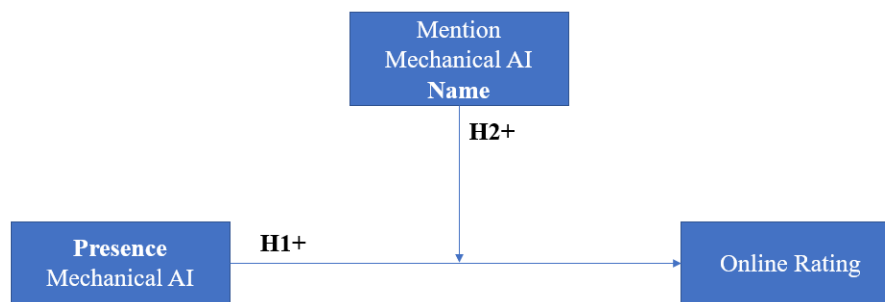 Mention
Mechanical AI
Name
H2+
H1+
Presence
Mechanical AI
Online Rating